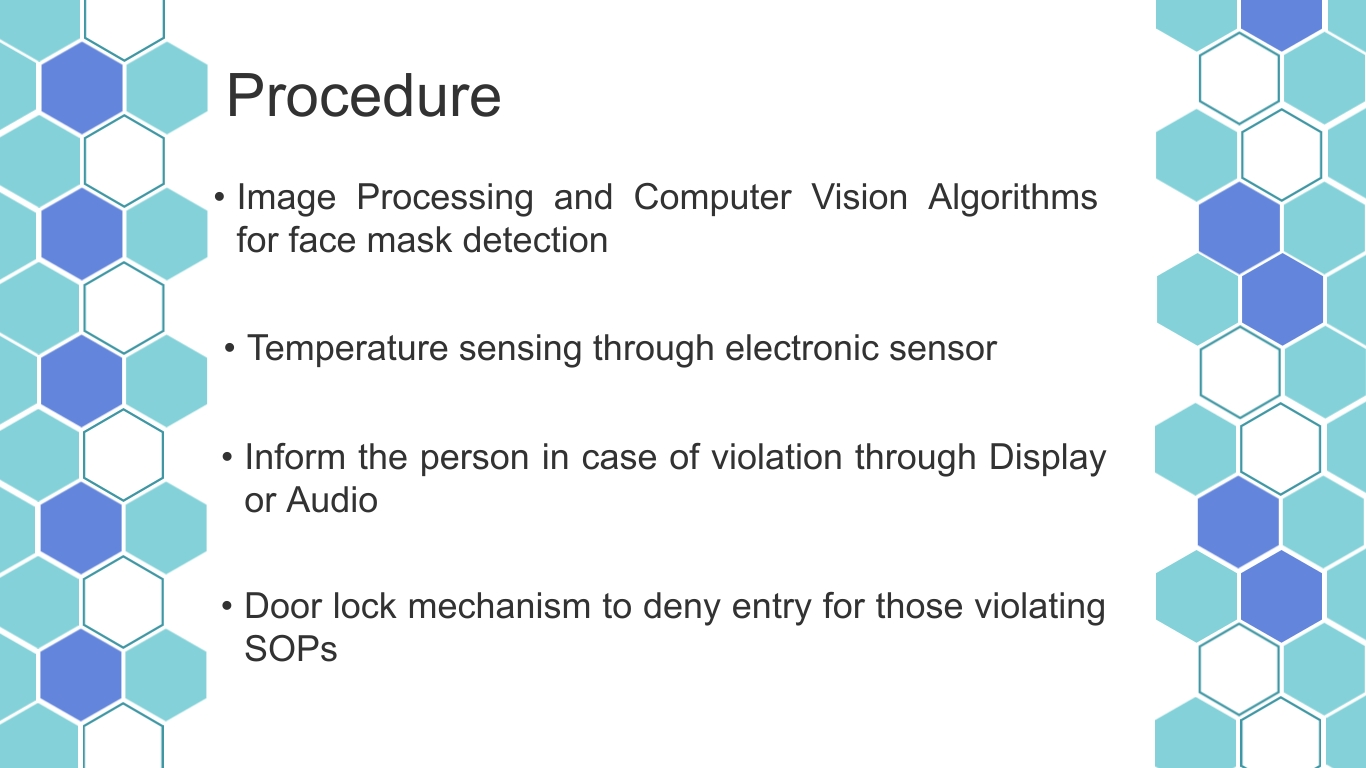 Procedure
• Image Processing and Computer Vision Algorithms
for face mask detection
• Temperature sensing through electronic sensor
• Inform the person in case of violation through Display
or Audio
• Door lock mechanism to deny entry for those violating
SOPs